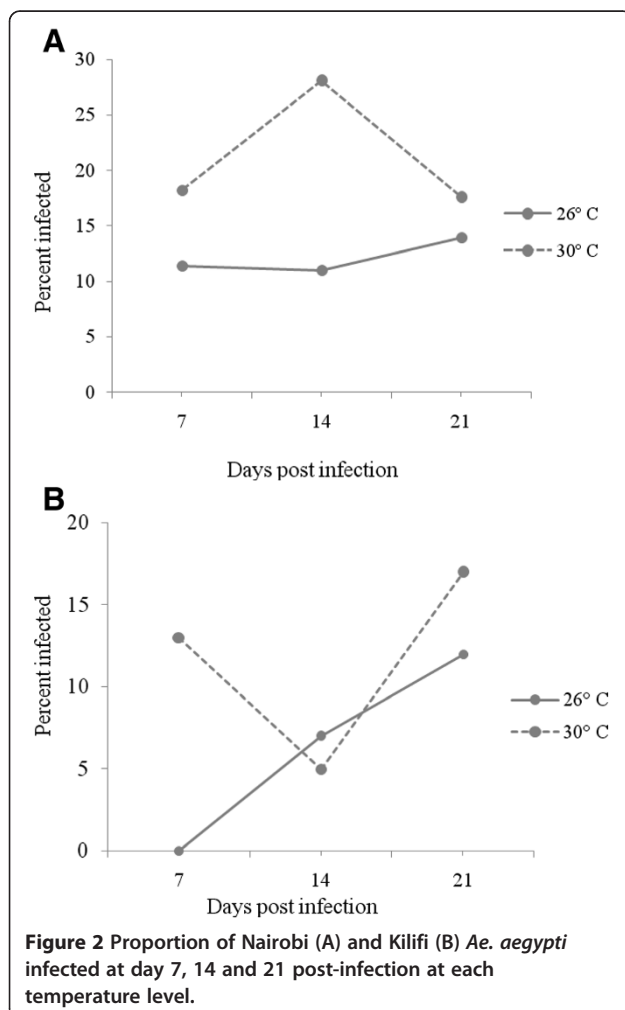 A
30
25
20
15
10
5
0
Percent infected
26° C
30° C
7 14 21
Days post infection
B
20
15
10
5
0
Percent infected
26° C
30° C
7 14 21
Days post infection
Figure 2 Proportion of Nairobi (A) and Kilifi (B) Ae. aegypti
infected at day 7, 14 and 21 post-infection at each
temperature level.